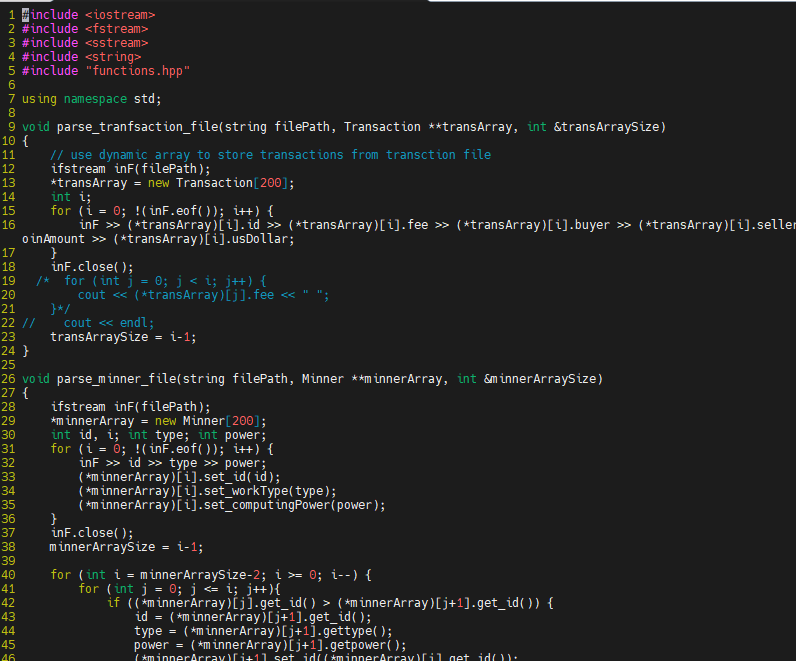 1 #include <iostream>
2 #include <fstream>
3 #include <sstream>
4 #include <string>
5 #include "functions.hpp"
6
7 using namespace std;
8
9 void parse_tranfsaction_file(string filePath, Transaction **transArray, int &transArraySize)
10 {
11     // use dynamic array to store transactions from transction file
12     ifstream inF(filePath);
13     *transArray = new Transaction[200];
14     int i;
15     for (i = 0; !(inF.eof()); i++) {
16         inF >> (*transArray)[i].id >> (*transArray)[i].fee >> (*transArray)[i].buyer >> (*transArray)[i].seller
oinAmount >> (*transArray)[i].usDollar;
17     }
18     inF.close();
19   /*  for (int j = 0; j < i; j++) {
20         cout << (*transArray)[j].fee << " ";
21     }*/
22 //    cout << endl;
23     transArraySize = i-1;
24 }
25
26 void parse_minner_file(string filePath, Minner **minnerArray, int &minnerArraySize)
27 {
28     ifstream inF(filePath);
29     *minnerArray = new Minner[200];
30     int id, i; int type; int power;
31     for (i = 0; !(inF.eof()); i++) {
32         inF >> id >> type >> power;
33         (*minnerArray)[i].set_id(id);
34         (*minnerArray)[i].set_workType(type);
35         (*minnerArray)[i].set_computingPower(power);
36     }
37     inF.close();
38     minnerArraySize = i-1;
39
40     for (int i = minnerArraySize-2; i >= 0; i--) {
41         for (int j = 0; j <= i; j++){
42             if ((*minnerArray)[j].get_id() > (*minnerArray)[j+1].get_id()) {
43                 id = (*minnerArray)[j+1].get_id();
44                 type = (*minnerArray)[j+1].gettype();
45                 power = (*minnerArray)[j+1].getpower();
46                 (*minnerArray)[j+1].set_id((*minnerArray)[j].get_id());